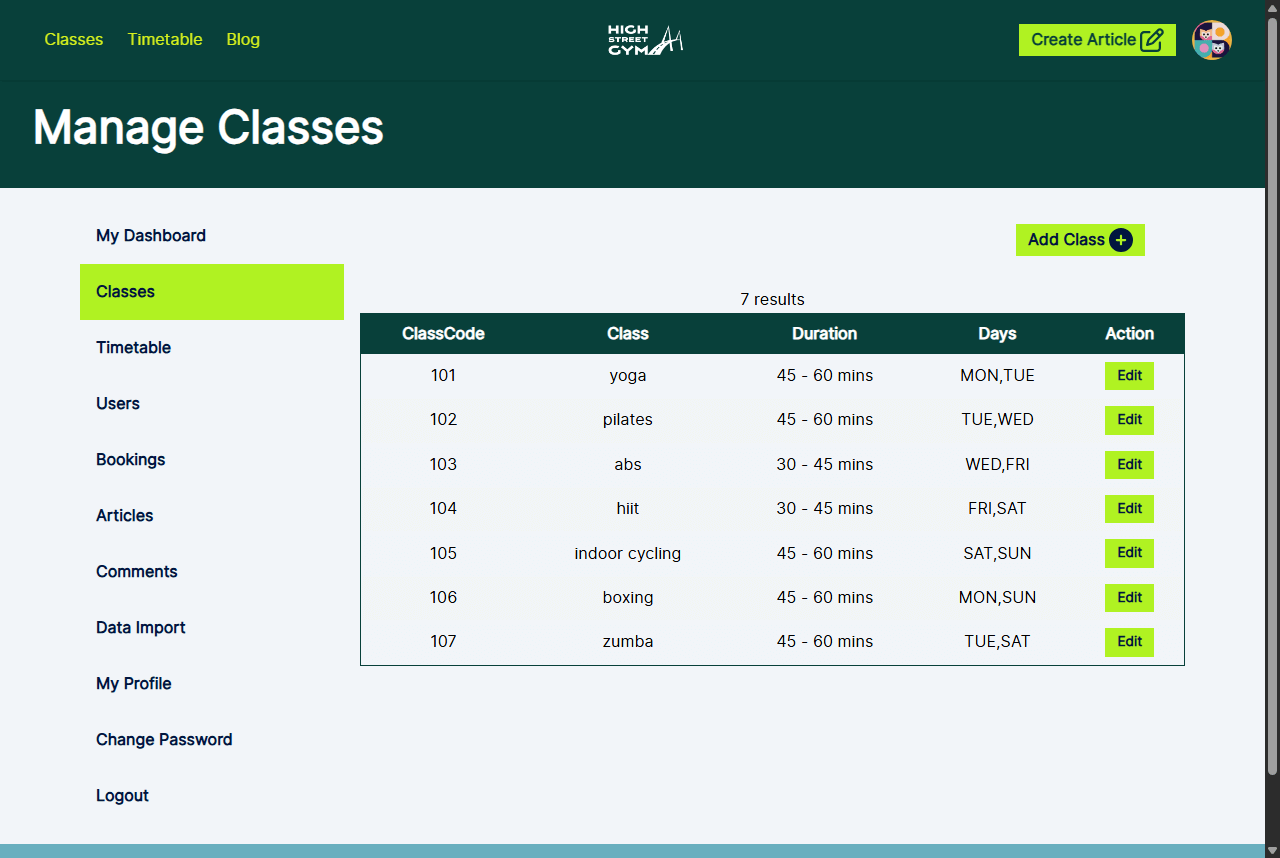 Classes Timetable Blog
HIGH
STREET
GYM
Create Article
Manage Classes
My Dashboard
Classes
Timetable
Users
Bookings
Articles
Comments
Data Import
My Profile
Change Password
Logout
Add Class
7 results
ClassCode Class Duration Days Action
101 yoga 45 - 60 mins MON,TUE Edit
102 pilates 45 - 60 mins TUE,WED Edit
103 abs 30 - 45 mins WED,FRI Edit
104 hiit 30 - 45 mins FRI,SAT Edit
105 indoor cycling 45 - 60 mins SAT,SUN Edit
106 boxing 45 - 60 mins MON,SUN Edit
107 zumba 45 - 60 mins TUE,SAT Edit